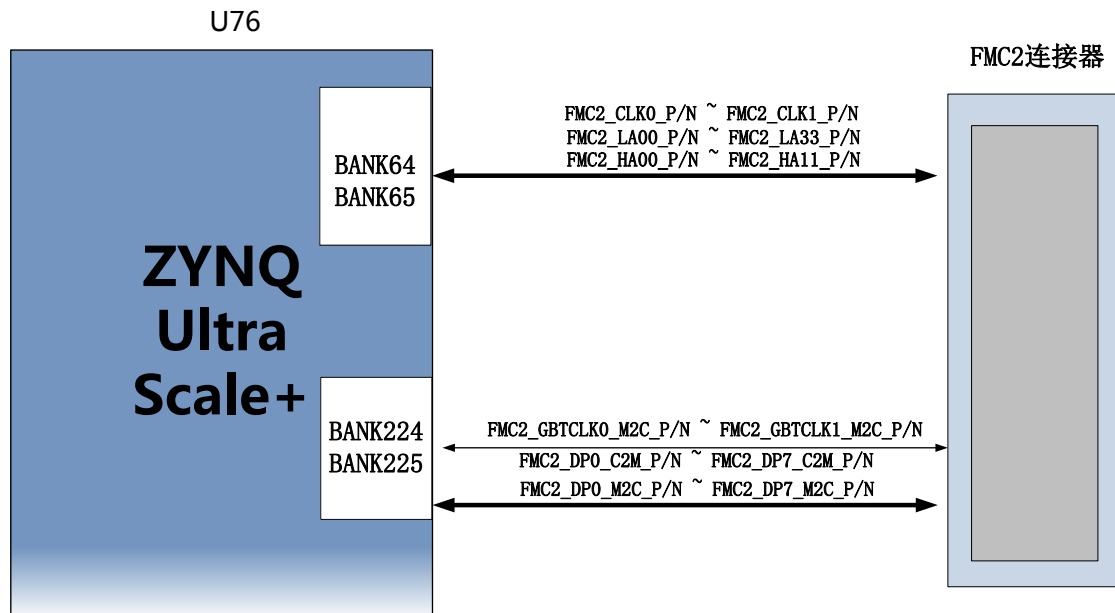 U76
FMC2连接器
FMC2_CLK0_P/N ~ FMC2_CLK1_P/N
FMC2_LA00_P/N ~ FMC2_LA33_P/N
FMC2_HA00_P/N ~ FMC2_HA11_P/N
BANK64
BANK65
ZYNQ
Ultra
Scale+
BANK224
BANK225
FMC2_GBTCLK0_M2C_P/N ~ FMC2_GBTCLK1_M2C_P/N
FMC2_DP0_C2M_P/N ~ FMC2_DP7_C2M_P/N
FMC2_DP0_M2C_P/N ~ FMC2_DP7_M2C_P/N